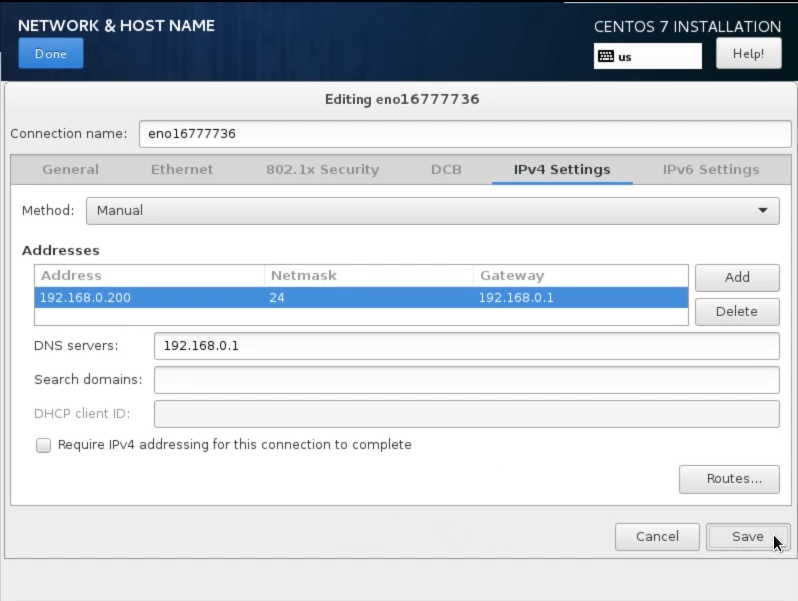 NETWORK & HOST NAME
CENTOS 7 INSTALLATION
Done
us
Help!
Editing eno16777736
Connection name: eno16777736
General Ethernet 802.1x Security DCB IPv4 Settings IPv6 Settings
Method: Manual
Addresses
Address Netmask Gateway
Add
192.168.0.200 24 192.168.0.1
Delete
DNS servers: 192.168.0.1
Search domains:
DHCP client ID:
Require IPv4 addressing for this connection to complete
Routes...
Cancel Save